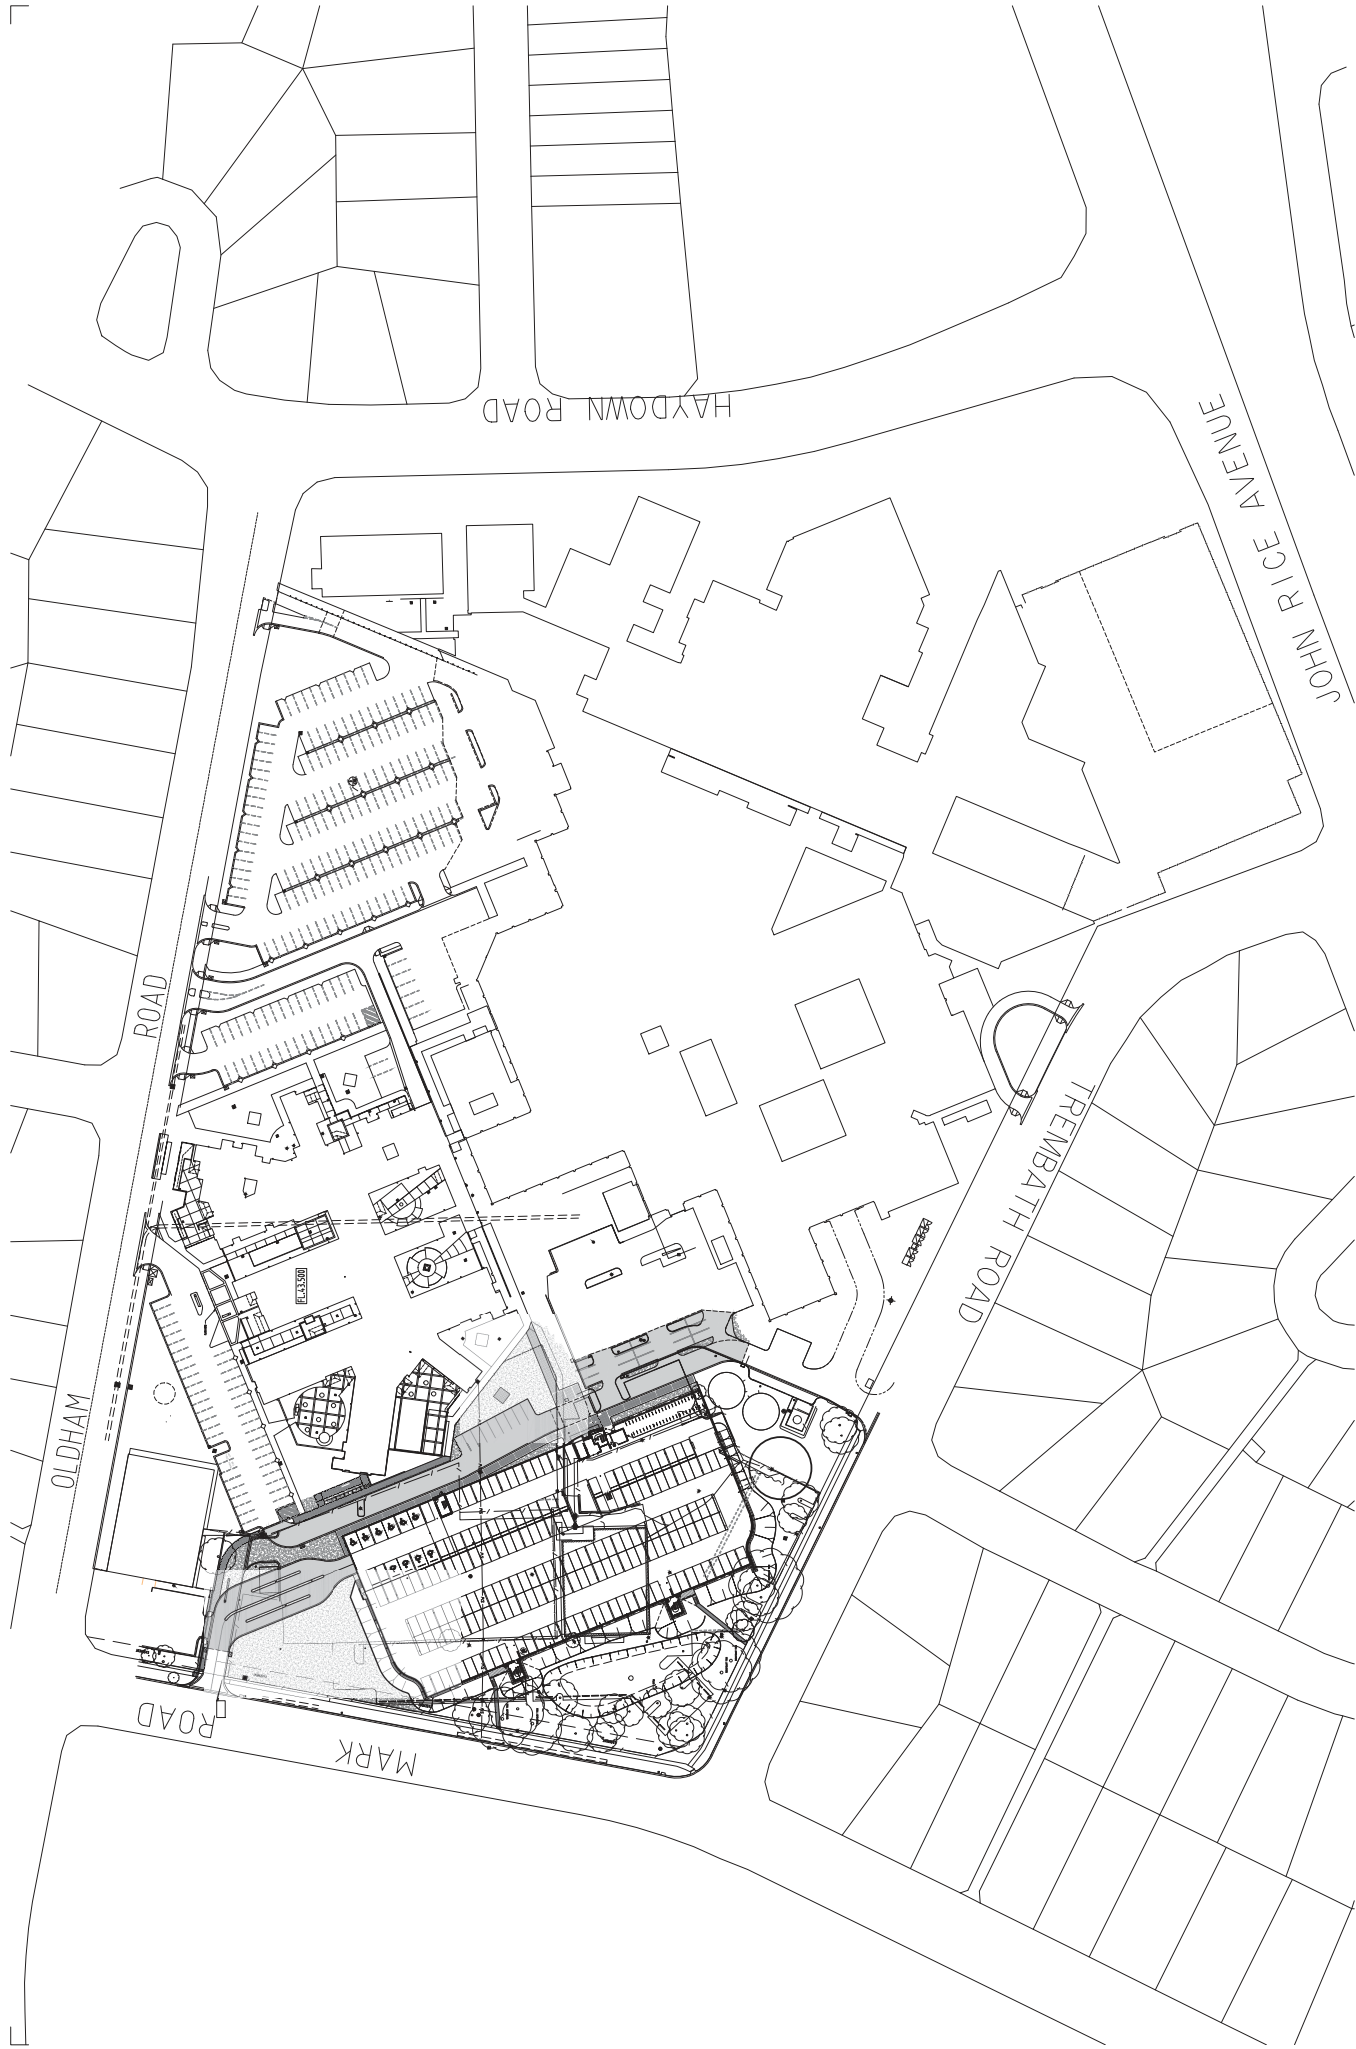 HAYDOWN ROAD
JOHN RICE AVENUE
OLDHAM ROAD
TREMBATH ROAD
FL.43.500
MARK ROAD